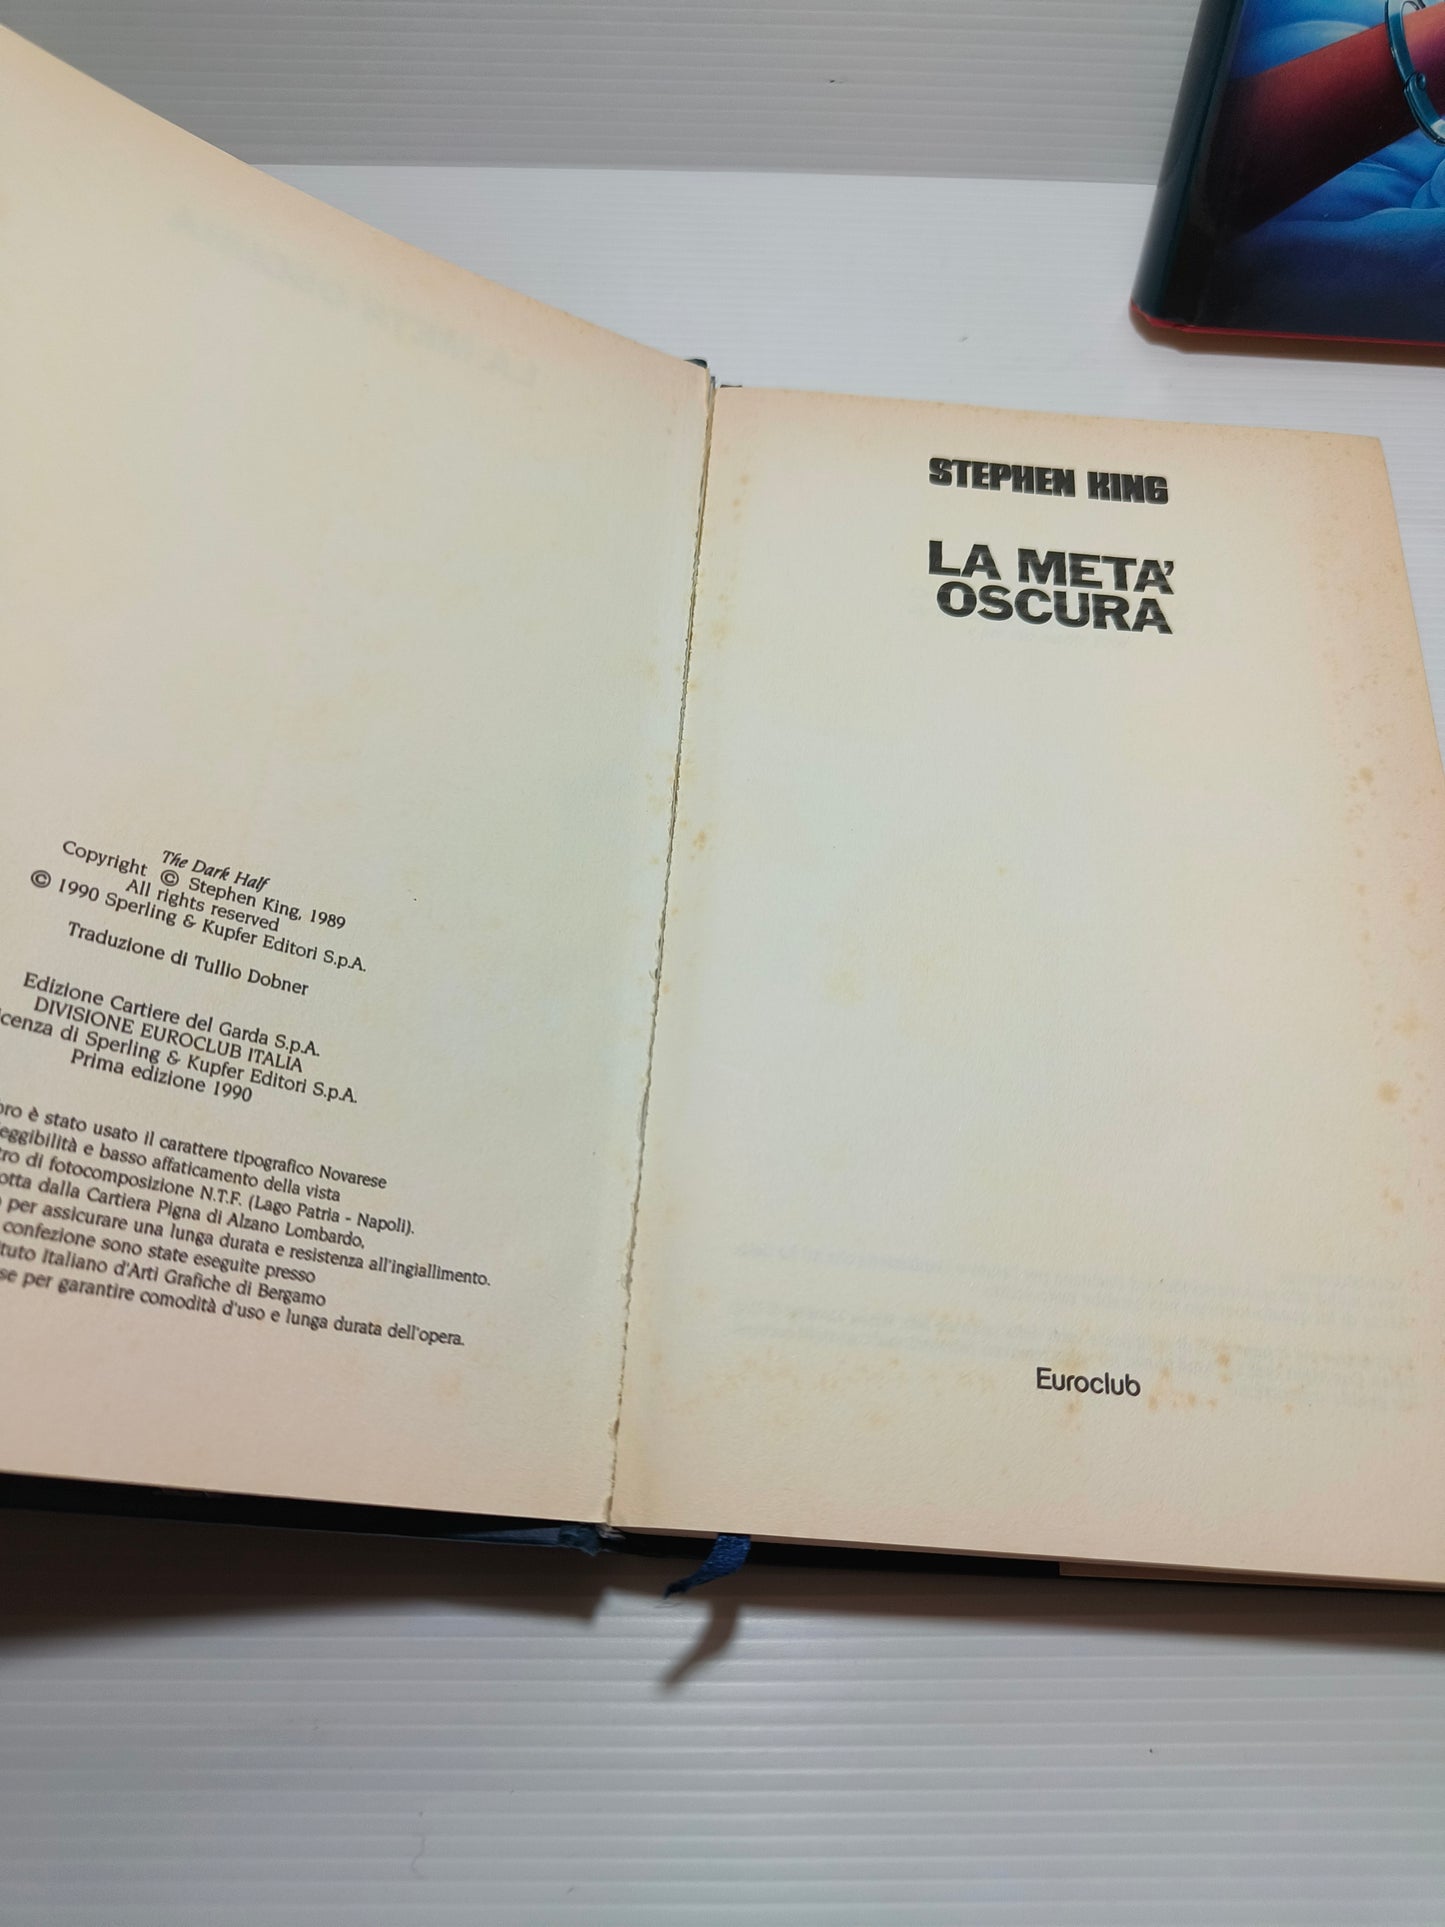 The Dark Half
Copyright © Stephen King, 1989
All rights reserved
© 1990 Sperling & Kupfer Editori S.p.A.
Traduzione di Tullio Dobner
Edizione Cartiere del Garda S.p.A.
DIVISIONE EUROCLUB ITALIA
di Sperling & Kupfer Editori S.p.A.
Prima edizione 1990
è stato usato il carattere tipografico Novarese
e basso affaticamento della vista
di fotocomposizione N.T.F. (Lago Patria - Napoli).
dalla Cartiera Pigna di Alzano Lombardo,
per assicurare una lunga durata e resistenza all'ingiallimento.
confezione sono state eseguite presso
Italiano d'Arti Grafiche di Bergamo
per garantire comodità d'uso e lunga durata dell'opera.
STEPHEN KING
LA META'
OSCURA
Euroclub